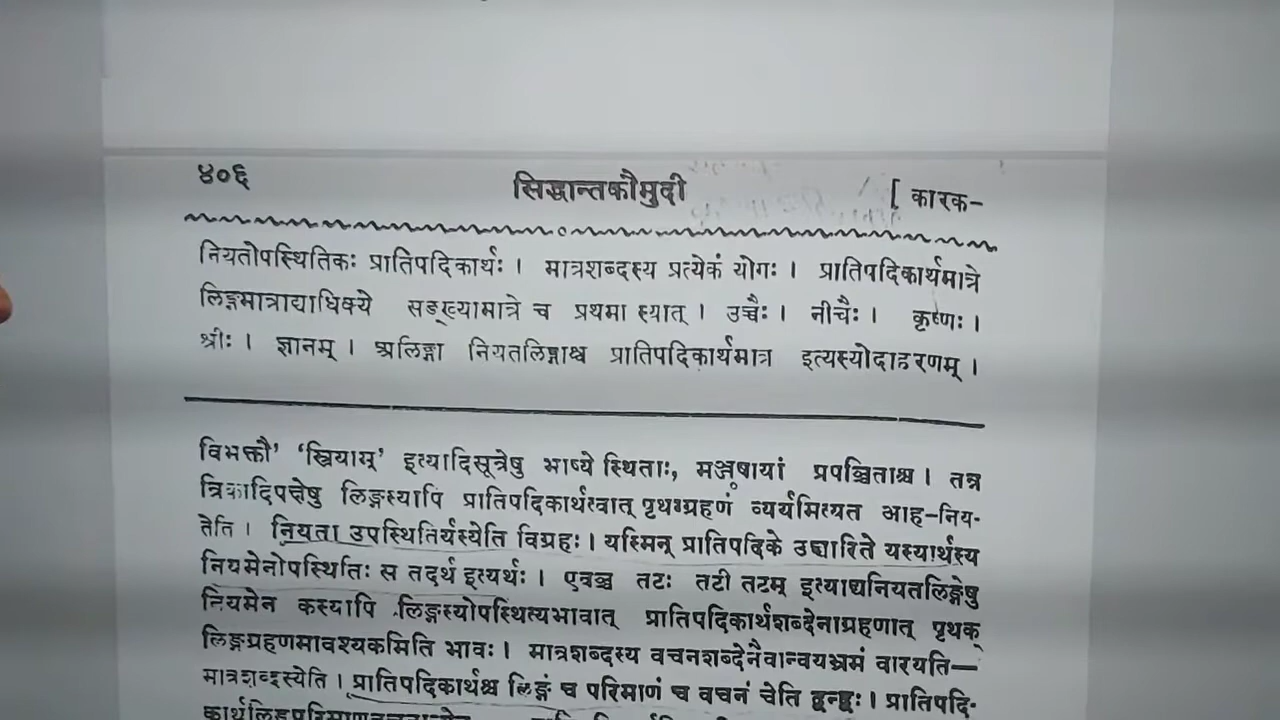 ४०६ सिद्धान्तकौमुदी [ कारक-
नियतोपस्थितिकः प्रातिपदिकार्थः । मात्रशब्दस्य प्रत्येकं योगः । प्रातिपदिकार्थमात्रे
लिङ्गमात्राद्याधिक्ये सङ्ख्यामात्रे च प्रथमा स्यात् । उच्चैः । नीचैः । कृष्णः ।
श्रीः । ज्ञानम् । अलिङ्गा नियतलिङ्गाश्च प्रातिपदिकार्थमात्र इत्यस्योदाहरणम् ।
विभक्तौ' 'स्त्रियाम्' इत्यादिसूत्रेषु भाष्ये स्थिताः, मञ्जूषायां प्रपञ्चिताश्च । तत्र
त्रिकादिपक्षेषु लिङ्गस्यापि प्रातिपदिकार्थत्वात् पृथग्ग्रहणं व्यर्थमित्यत आह-निय-
तेति । नियता उपस्थितिर्यस्येति विग्रहः । यस्मिन् प्रातिपदिके उच्चारिते यस्यार्थस्य
नियमेनोपस्थितिः स तदर्थ इत्यर्थः । एवञ्च तटः तटी तटम् इत्याद्यनियतलिङ्गेषु
नियमेन कस्यापि लिङ्गस्योपस्थित्यभावात् प्रातिपदिकार्थशब्देनाग्रहणात् पृथक्
लिङ्गग्रहणमावश्यकमिति भावः । मात्रशब्दस्य वचनशब्देनैवान्वयभ्रमं वारयति—
मात्रशब्दस्येति । प्रातिपदिकार्थश्च लिङ्गं च परिमाणं च वचनं चेति द्वन्द्वः । प्रातिपदि-